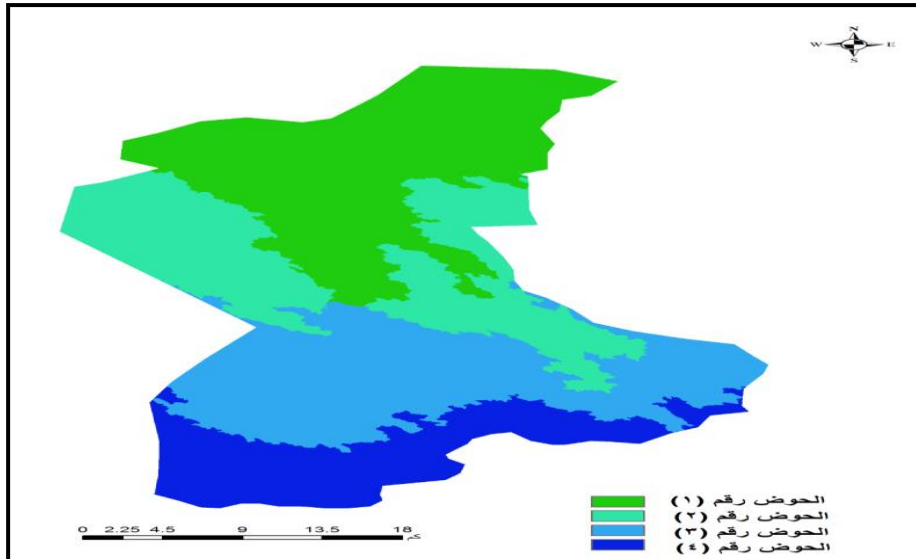 N
W E
S
الحوض رقم (١)
الحوض رقم (٢)
الحوض رقم (٣)
الحوض رقم (٤)
0 2.25 4.5 9 13.5 18 كم